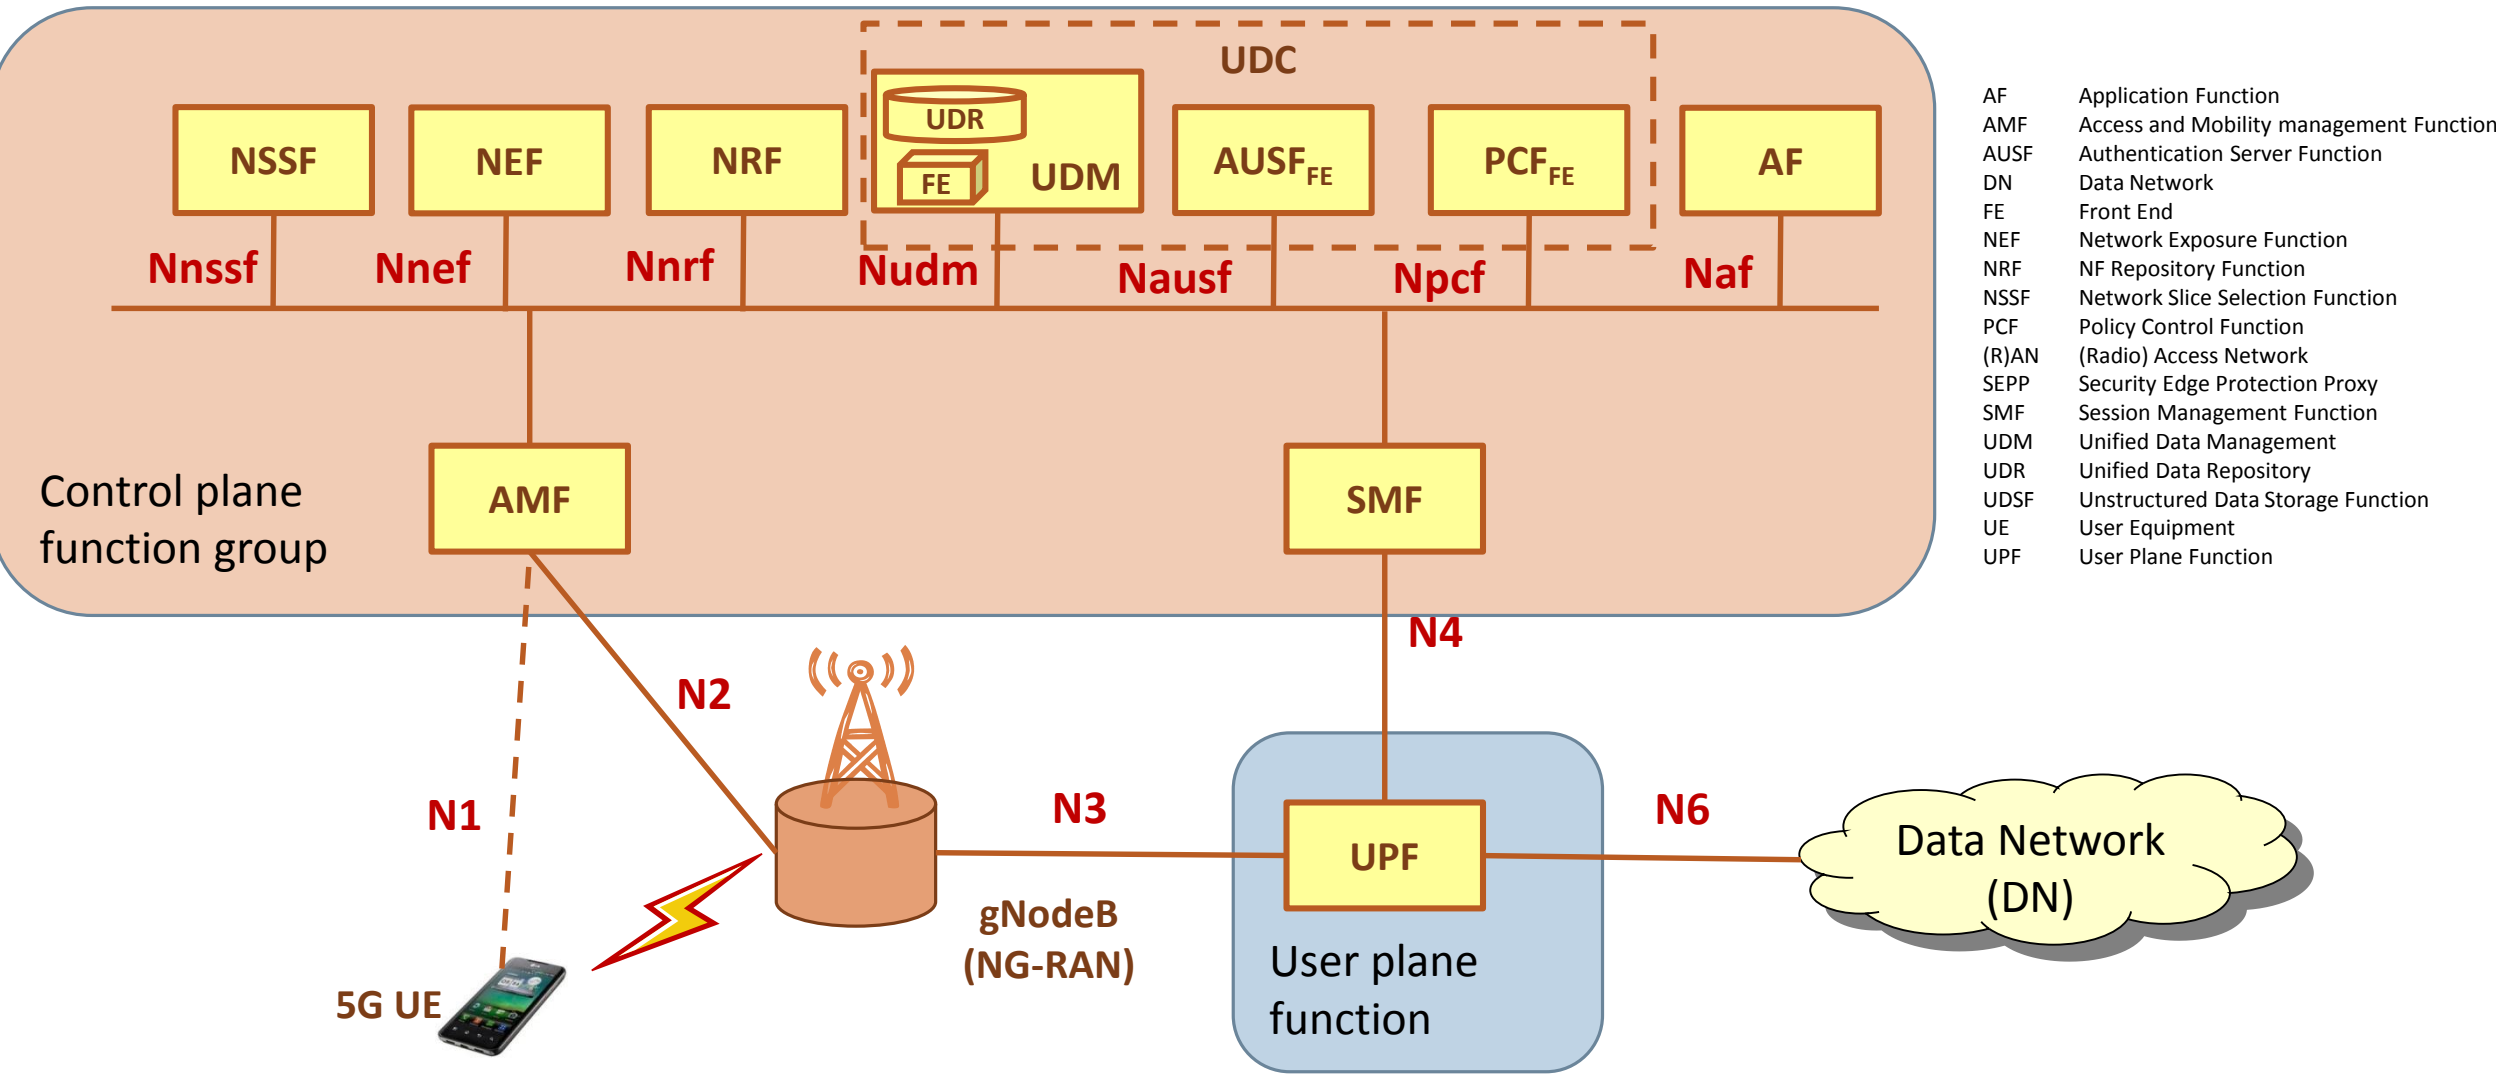 UDC
UDR
FE
UDM
NSSF
NEF
NRF
AUSFFE
PCFFE
AF
Nnssf
Nnef
Nnrf
Nudm
Nausf
Npcf
Naf
Control plane
function group
AMF
SMF
N4
N2
N1
N3
N6
UPF
User plane
function
gNodeB
(NG-RAN)
5G UE
Data Network
(DN)
AF Application Function
AMF Access and Mobility management Function
AUSF Authentication Server Function
DN Data Network
FE Front End
NEF Network Exposure Function
NRF NF Repository Function
NSSF Network Slice Selection Function
PCF Policy Control Function
(R)AN (Radio) Access Network
SEPP Security Edge Protection Proxy
SMF Session Management Function
UDM Unified Data Management
UDR Unified Data Repository
UDSF Unstructured Data Storage Function
UE User Equipment
UPF User Plane Function